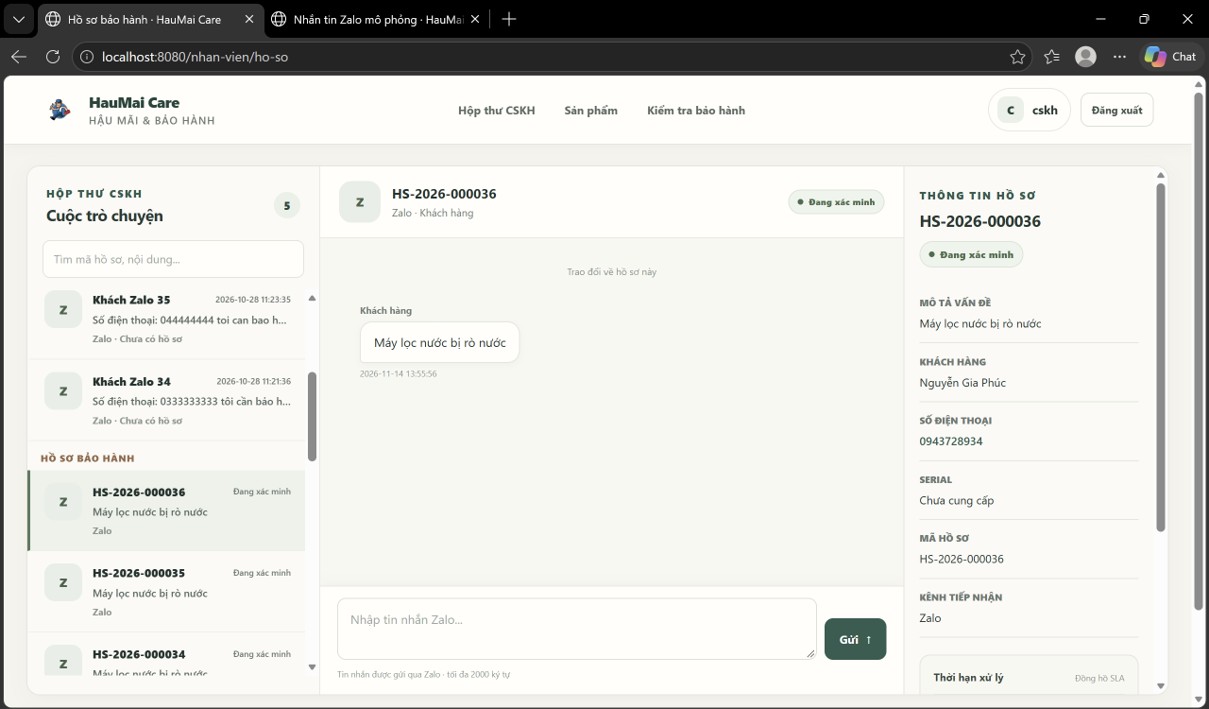 Hồ sơ bảo hành · HauMai Care
Nhắn tin Zalo mô phỏng · HauMai
localhost:8080/nhan-vien/ho-so
Chat
HauMai Care
HẬU MÃI & BẢO HÀNH
Hộp thư CSKH
Sản phẩm
Kiểm tra bảo hành
C
cskh
Đăng xuất
HỘP THƯ CSKH
Cuộc trò chuyện
5
Tìm mã hồ sơ, nội dung...
Z
Khách Zalo 35
2026-10-28 11:23:35
Số điện thoại: 044444444 toi can bao h...
Zalo · Chưa có hồ sơ
Z
Khách Zalo 34
2026-10-28 11:21:36
Số điện thoại: 0333333333 tôi cần bảo h...
Zalo · Chưa có hồ sơ
HỒ SƠ BẢO HÀNH
Z
HS-2026-000036
Đang xác minh
Máy lọc nước bị rò nước
Zalo
Z
HS-2026-000035
Đang xác minh
Máy lọc nước bị rò nước
Zalo
Z
HS-2026-000034
Đang xác minh
Máy lọc nước bị rò nước
Z
HS-2026-000036
Zalo · Khách hàng
Đang xác minh
Trao đổi về hồ sơ này
Khách hàng
Máy lọc nước bị rò nước
2026-11-14 13:55:56
Nhập tin nhắn Zalo...
Gửi ↑
Tin nhắn được gửi qua Zalo · tối đa 2000 ký tự
THÔNG TIN HỒ SƠ
HS-2026-000036
Đang xác minh
MÔ TẢ VẤN ĐỀ
Máy lọc nước bị rò nước
KHÁCH HÀNG
Nguyễn Gia Phúc
SỐ ĐIỆN THOẠI
0943728934
SERIAL
Chưa cung cấp
MÃ HỒ SƠ
HS-2026-000036
KÊNH TIẾP NHẬN
Zalo
Thời hạn xử lý
Đồng hồ SLA